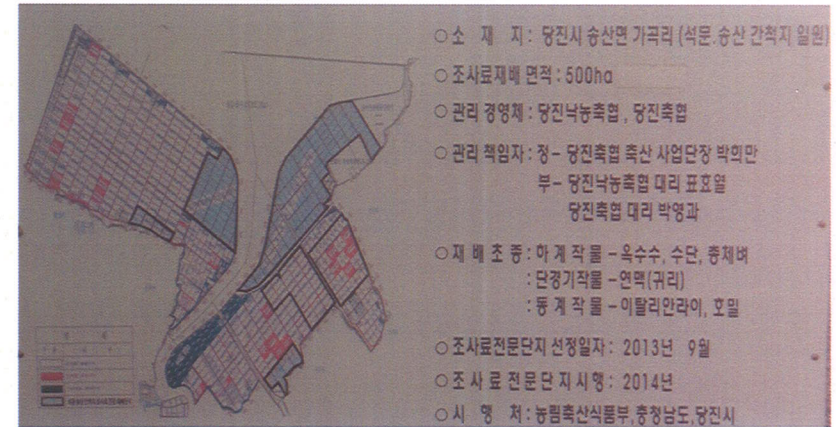 ○ 소 재 지 : 당진시 송산면 가곡리 (석문.송산 간척지 일원)
○ 조사료재배 면적 : 500ha
○ 관리 경영체 : 당진낙농축협 , 당진축협
○ 관리 책임자 : 정 - 당진축협 축산 사업단장 박희만
부 - 당진낙농축협 대리 표효열
당진축협 대리 박영과
○ 재 배 초 종 : 하 계 작 물 - 옥수수, 수단, 총체벼
: 단경기작물 - 연맥(귀리)
: 동 계 작 물 - 이탈리안라이, 호밀
○ 조사료전문단지 선정일자 : 2013년 9월
○ 조 사 료 전 문 단 지 시 행 : 2014년
○ 시 행 처 : 농림축산식품부, 충청남도, 당진시